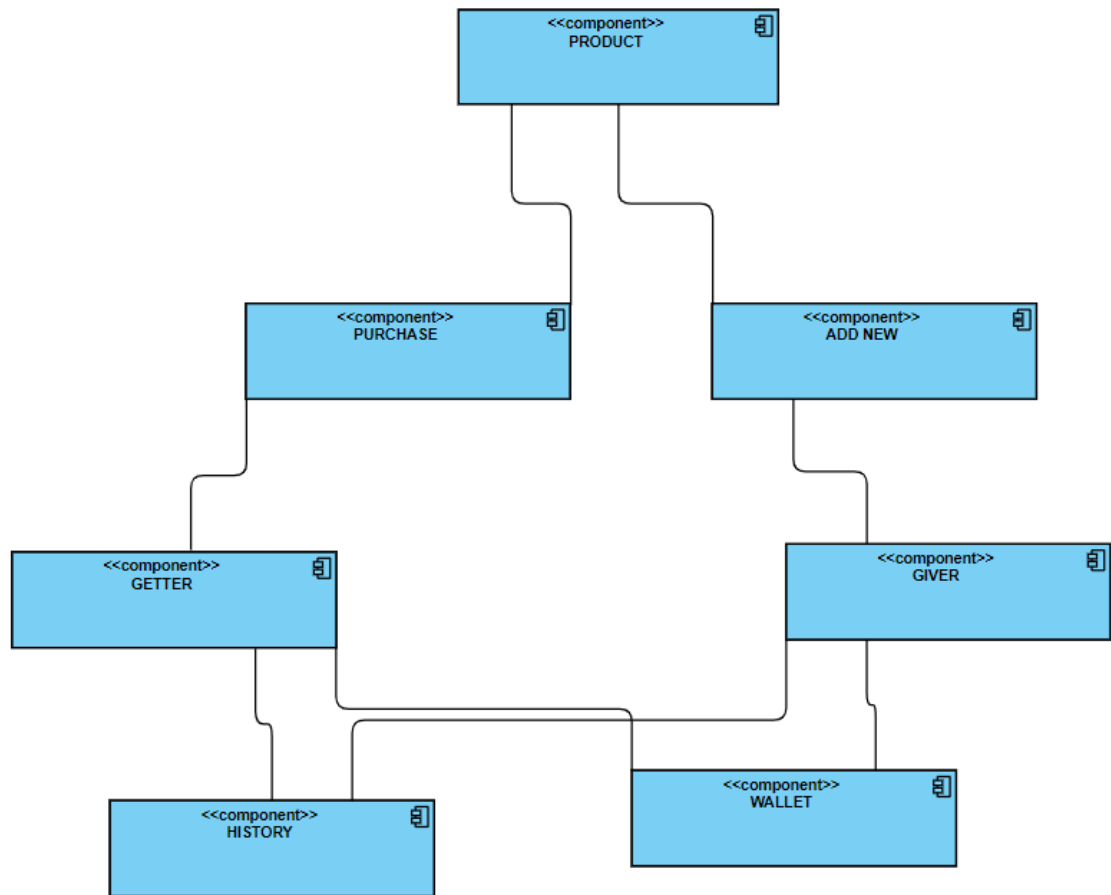 <<component>>
PRODUCT
<<component>>
PURCHASE
<<component>>
ADD NEW
<<component>>
GETTER
<<component>>
GIVER
<<component>>
HISTORY
<<component>>
WALLET